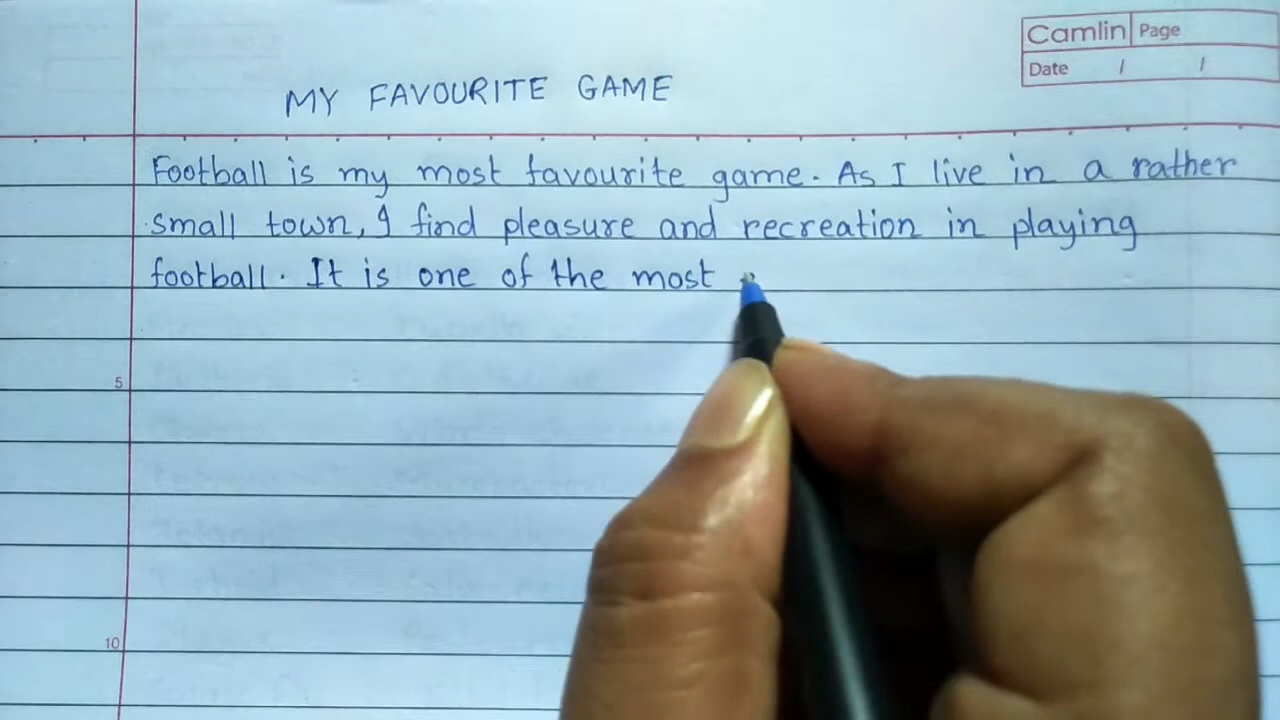 Camlin Page
Date / /
MY FAVOURITE GAME
Football is my most favourite game. As I live in a rather
small town, I find pleasure and recreation in playing
football. It is one of the most
5
10